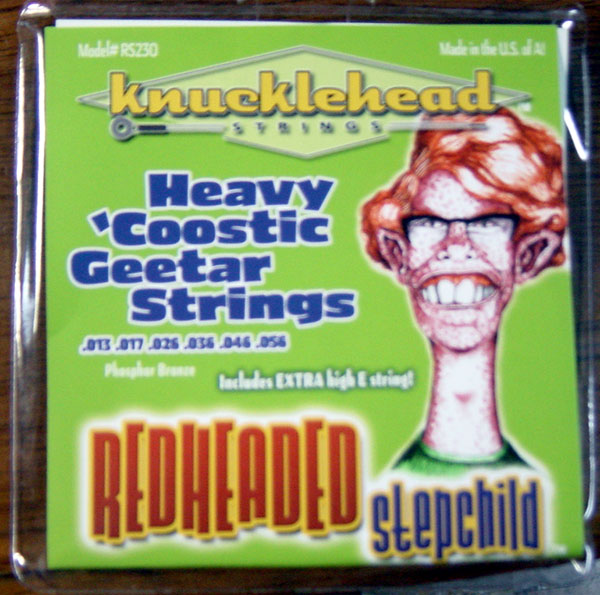 Model# RS230
Made in the U.S. of A!
knucklehead
STRINGS
Heavy
'Coostic
Geetar
Strings
.013 .017 .026 .036 .046 .056
Phosphor Bronze
Includes EXTRA high E string!
REDHEADED
stepchild